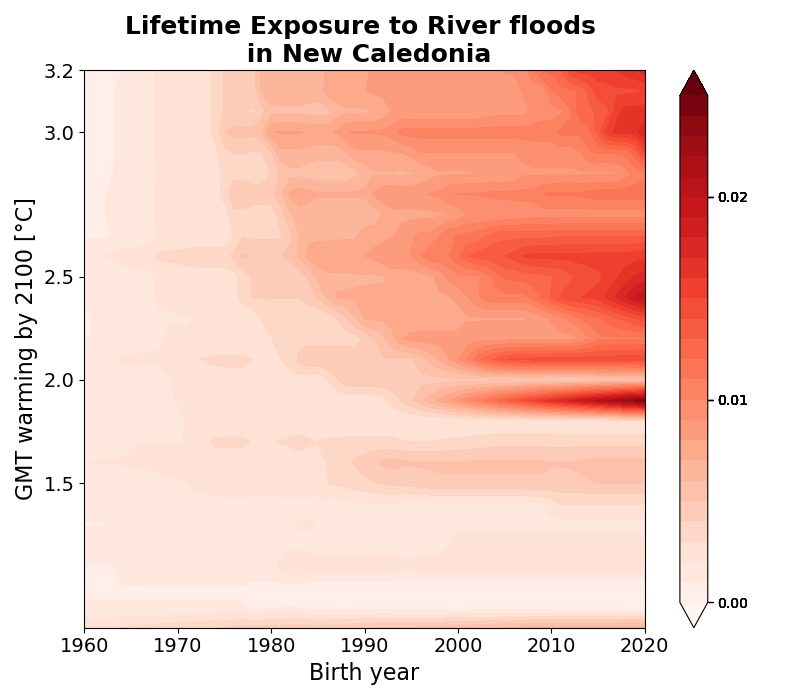 Lifetime Exposure to River floods
in New Caledonia
3.2
3.0
2.5
2.0
1.5
GMT warming by 2100 [°C]
1960 1970 1980 1990 2000 2010 2020
Birth year
0.02
0.01
0.00